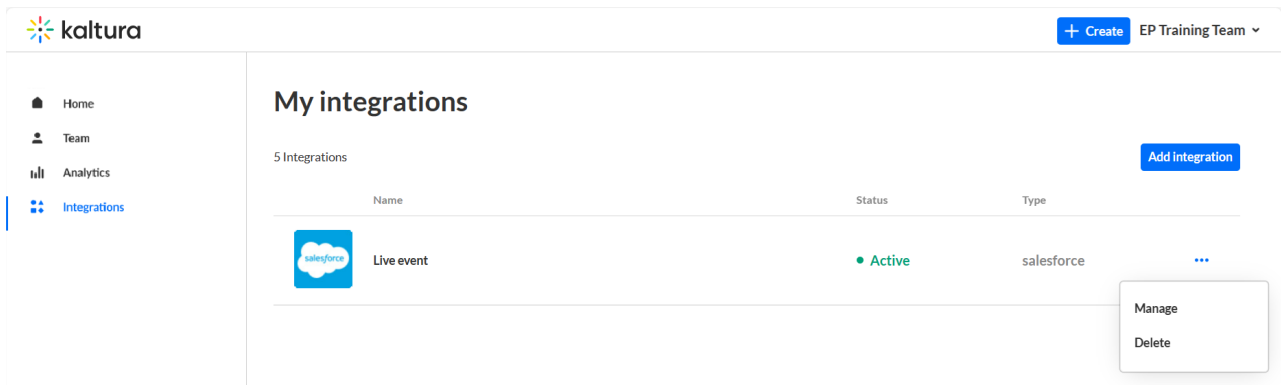 kaltura
+ Create EP Training Team
Home
Team
Analytics
Integrations
My integrations
5 Integrations
Add integration
Name Status Type
salesforce Live event Active salesforce ...
Manage
Delete